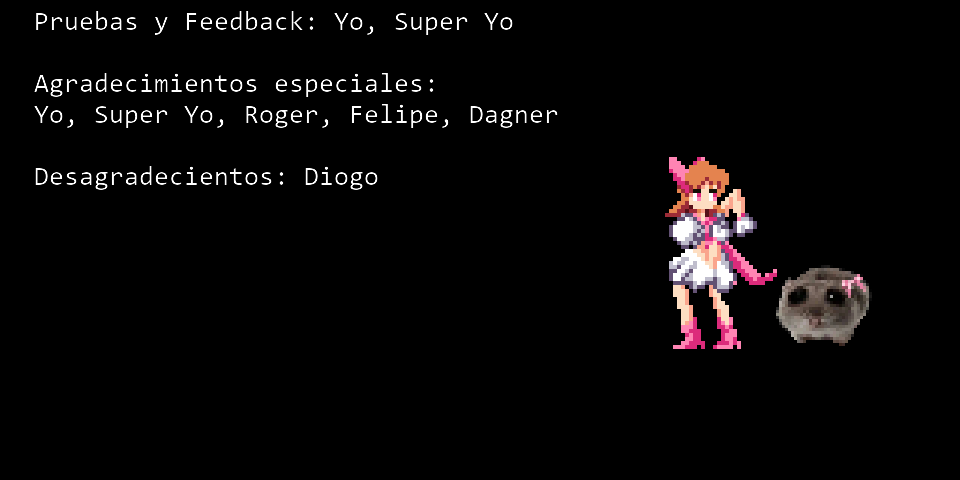 Pruebas y Feedback: Yo, Super Yo
Agradecimientos especiales:
Yo, Super Yo, Roger, Felipe, Dagner
Desagradecientos: Diogo